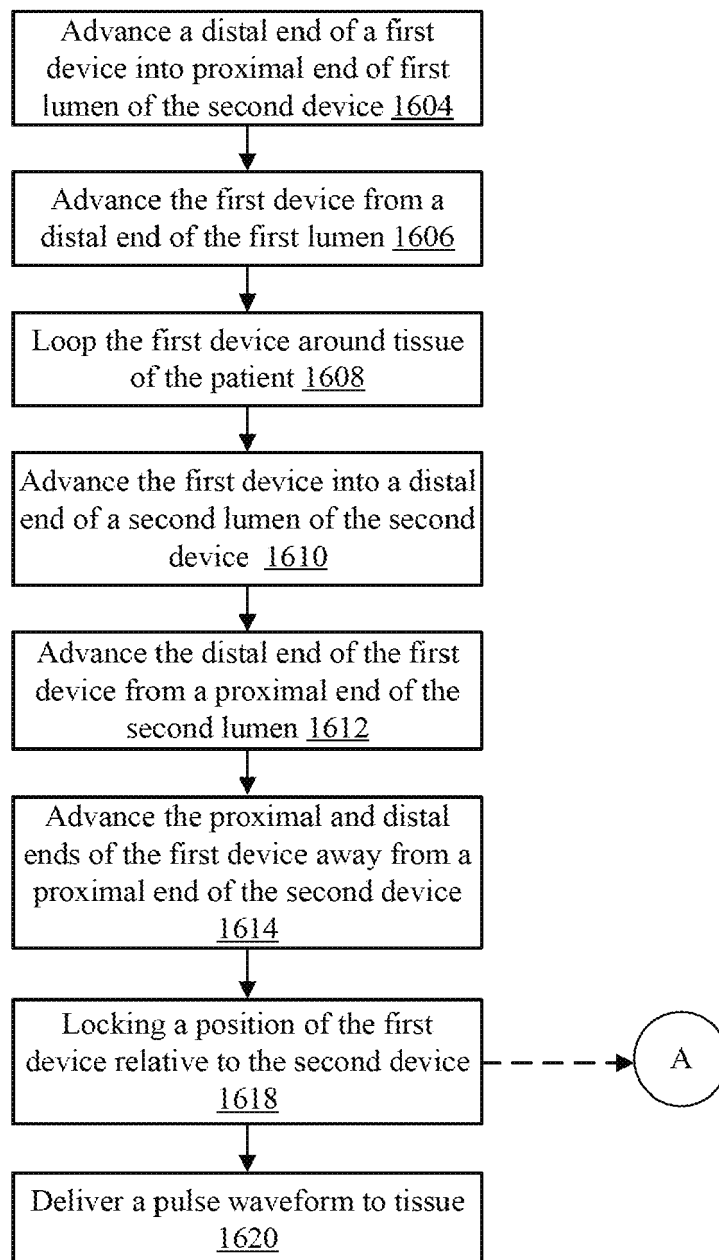 Advance a distal end of a first
device into proximal end of first
lumen of the second device 1604
Advance the first device from a
distal end of the first lumen 1606
Loop the first device around tissue
of the patient 1608
Advance the first device into a distal
end of a second lumen of the second
device 1610
Advance the distal end of the first
device from a proximal end of the
second lumen 1612
Advance the proximal and distal
ends of the first device away from a
proximal end of the second device
1614
Locking a position of the first
device relative to the second device
1618
A
Deliver a pulse waveform to tissue
1620